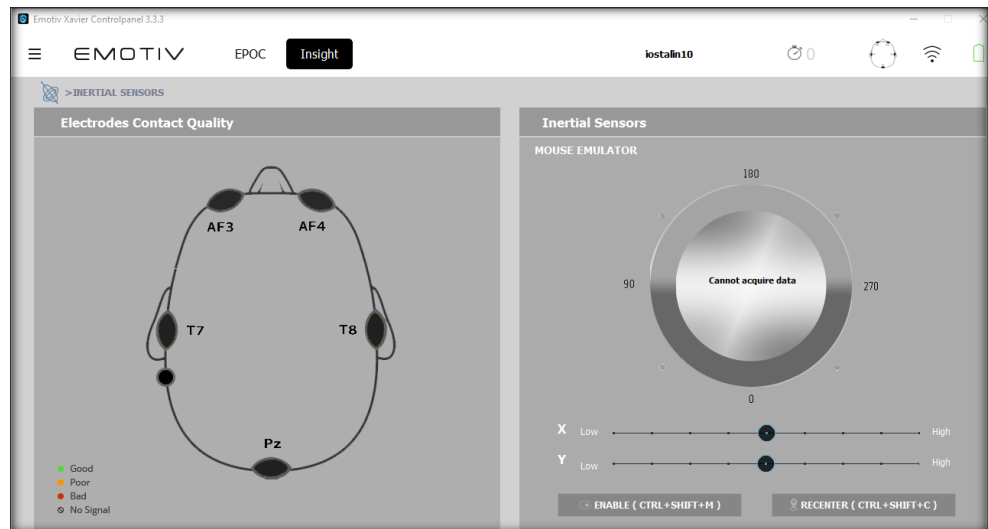 Emotiv Xavier Controlpanel 3.3.3
EMOTIV EPOC Insight iostalin10 0
>INERTIAL SENSORS
Electrodes Contact Quality
AF3 AF4
T7 T8
Pz
Good
Poor
Bad
No Signal
Inertial Sensors
MOUSE EMULATOR
180
90 Cannot acquire data 270
0
X Low High
Y Low High
ENABLE ( CTRL+SHIFT+M ) RECENTER ( CTRL+SHIFT+C )